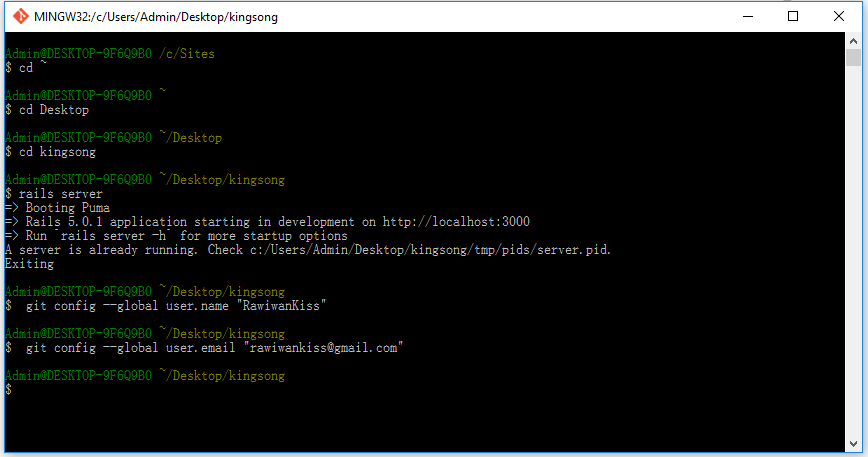 MINGW32:/c/Users/Admin/Desktop/kingsong
Admin@DESKTOP-9F6Q9B0 /c/Sites
$ cd ~
Admin@DESKTOP-9F6Q9B0 ~
$ cd Desktop
Admin@DESKTOP-9F6Q9B0 ~/Desktop
$ cd kingsong
Admin@DESKTOP-9F6Q9B0 ~/Desktop/kingsong
$ rails server
=> Booting Puma
=> Rails 5.0.1 application starting in development on http://localhost:3000
=> Run `rails server -h` for more startup options
A server is already running. Check c:/Users/Admin/Desktop/kingsong/tmp/pids/server.pid.
Exiting
Admin@DESKTOP-9F6Q9B0 ~/Desktop/kingsong
$  git config --global user.name "RawiwanKiss"
Admin@DESKTOP-9F6Q9B0 ~/Desktop/kingsong
$  git config --global user.email "rawiwankiss@gmail.com"
Admin@DESKTOP-9F6Q9B0 ~/Desktop/kingsong
$